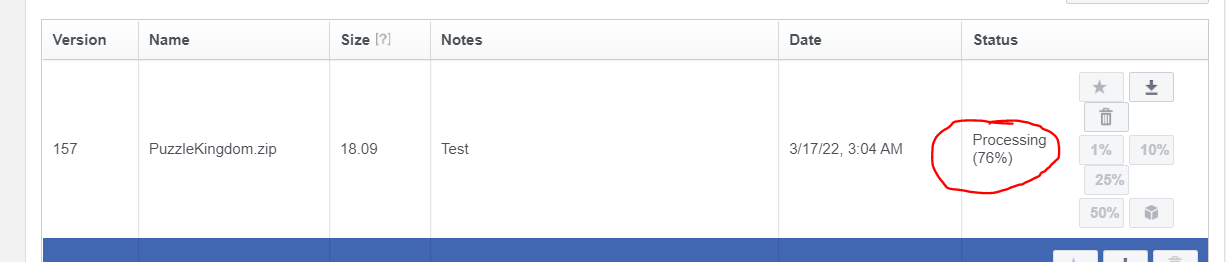 Version Name Size [?] Notes Date Status
157 PuzzleKingdom.zip 18.09 Test 3/17/22, 3:04 AM Processing
(76%)
1% 10%
25%
50%